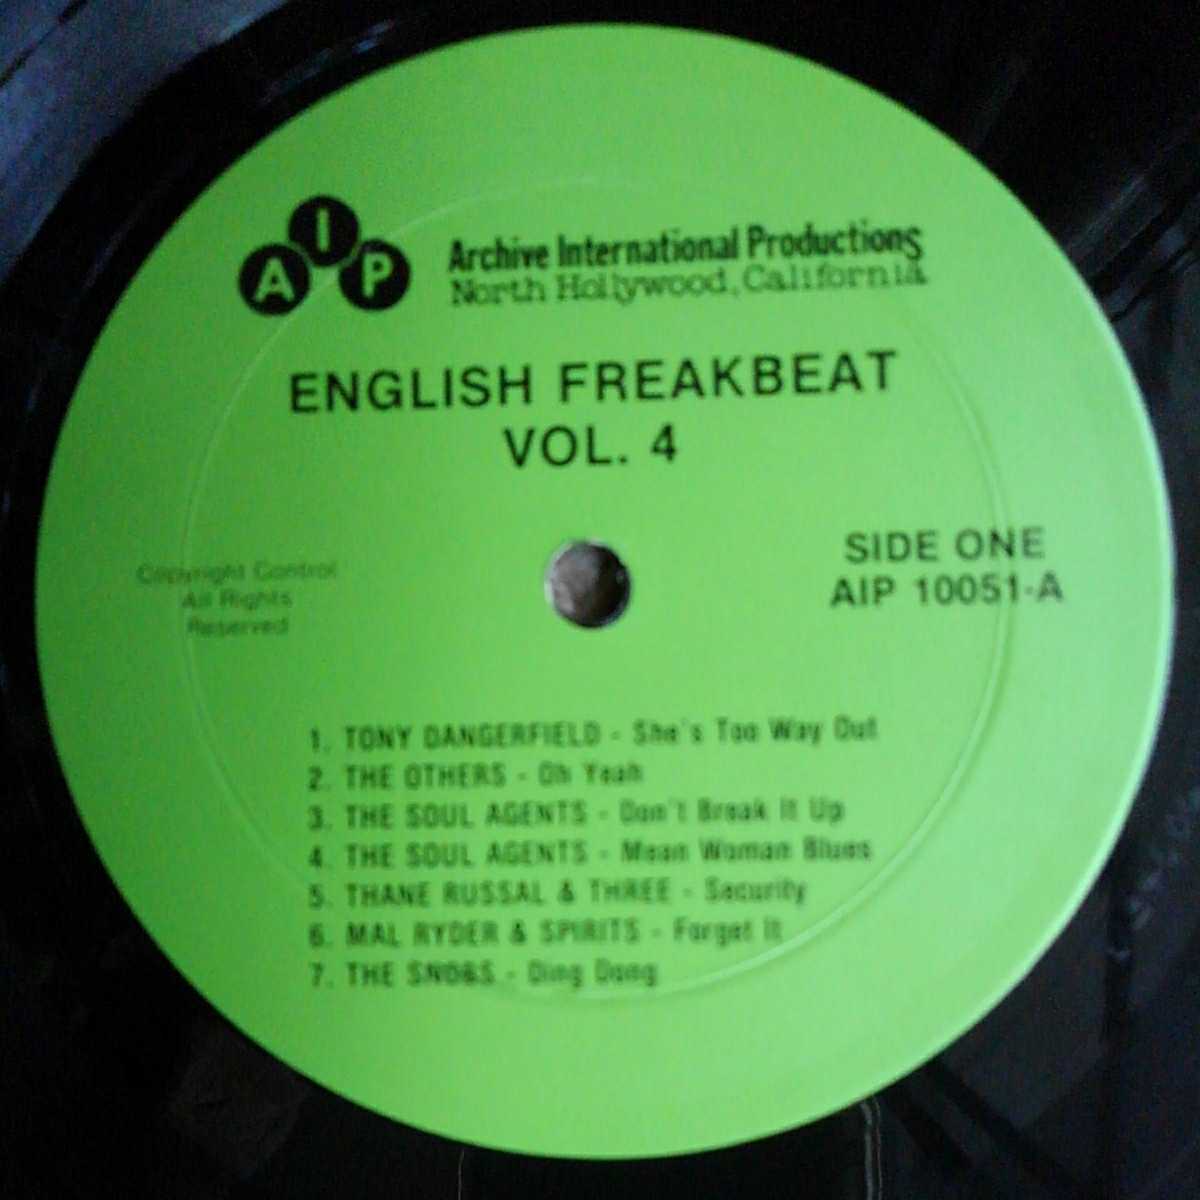 A I P
Archive International Productions
North Hollywood, California
ENGLISH FREAKBEAT
VOL. 4
SIDE ONE
AIP 10051-A
Copyright Control
All Rights
Reserved
1. TONY DANGERFIELD - She's Too Way Out
2. THE OTHERS - Oh Yeah
3. THE SOUL AGENTS - Don't Break It Up
4. THE SOUL AGENTS - Mean Woman Blues
5. THANE RUSSAL & THREE - Security
6. MAL RYDER & SPIRITS - Forget It
7. THE SNOBS - Ding Dong